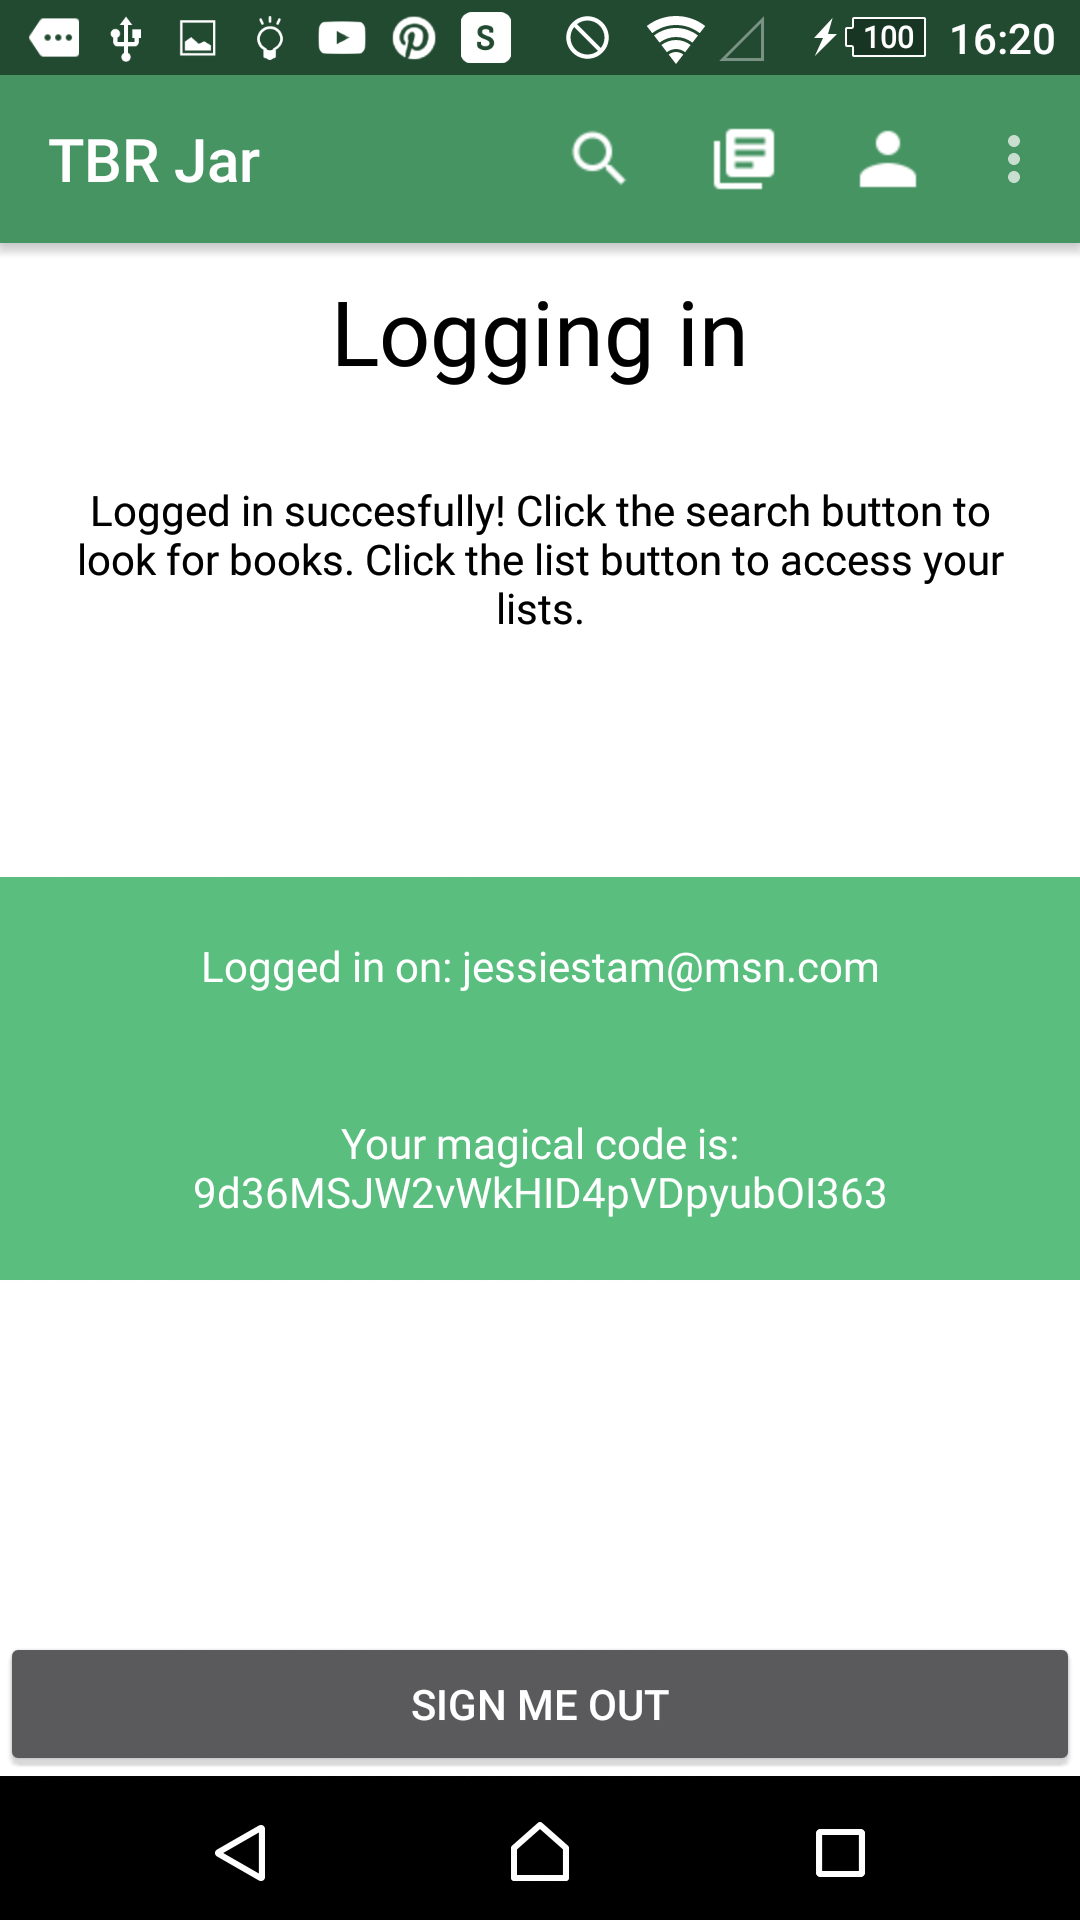 S 100 16:20
TBR Jar
Logging in
Logged in succesfully! Click the search button to
look for books. Click the list button to access your
lists.
Logged in on: jessiestam@msn.com
Your magical code is:
9d36MSJW2vWkHID4pVDpyubOI363
SIGN ME OUT